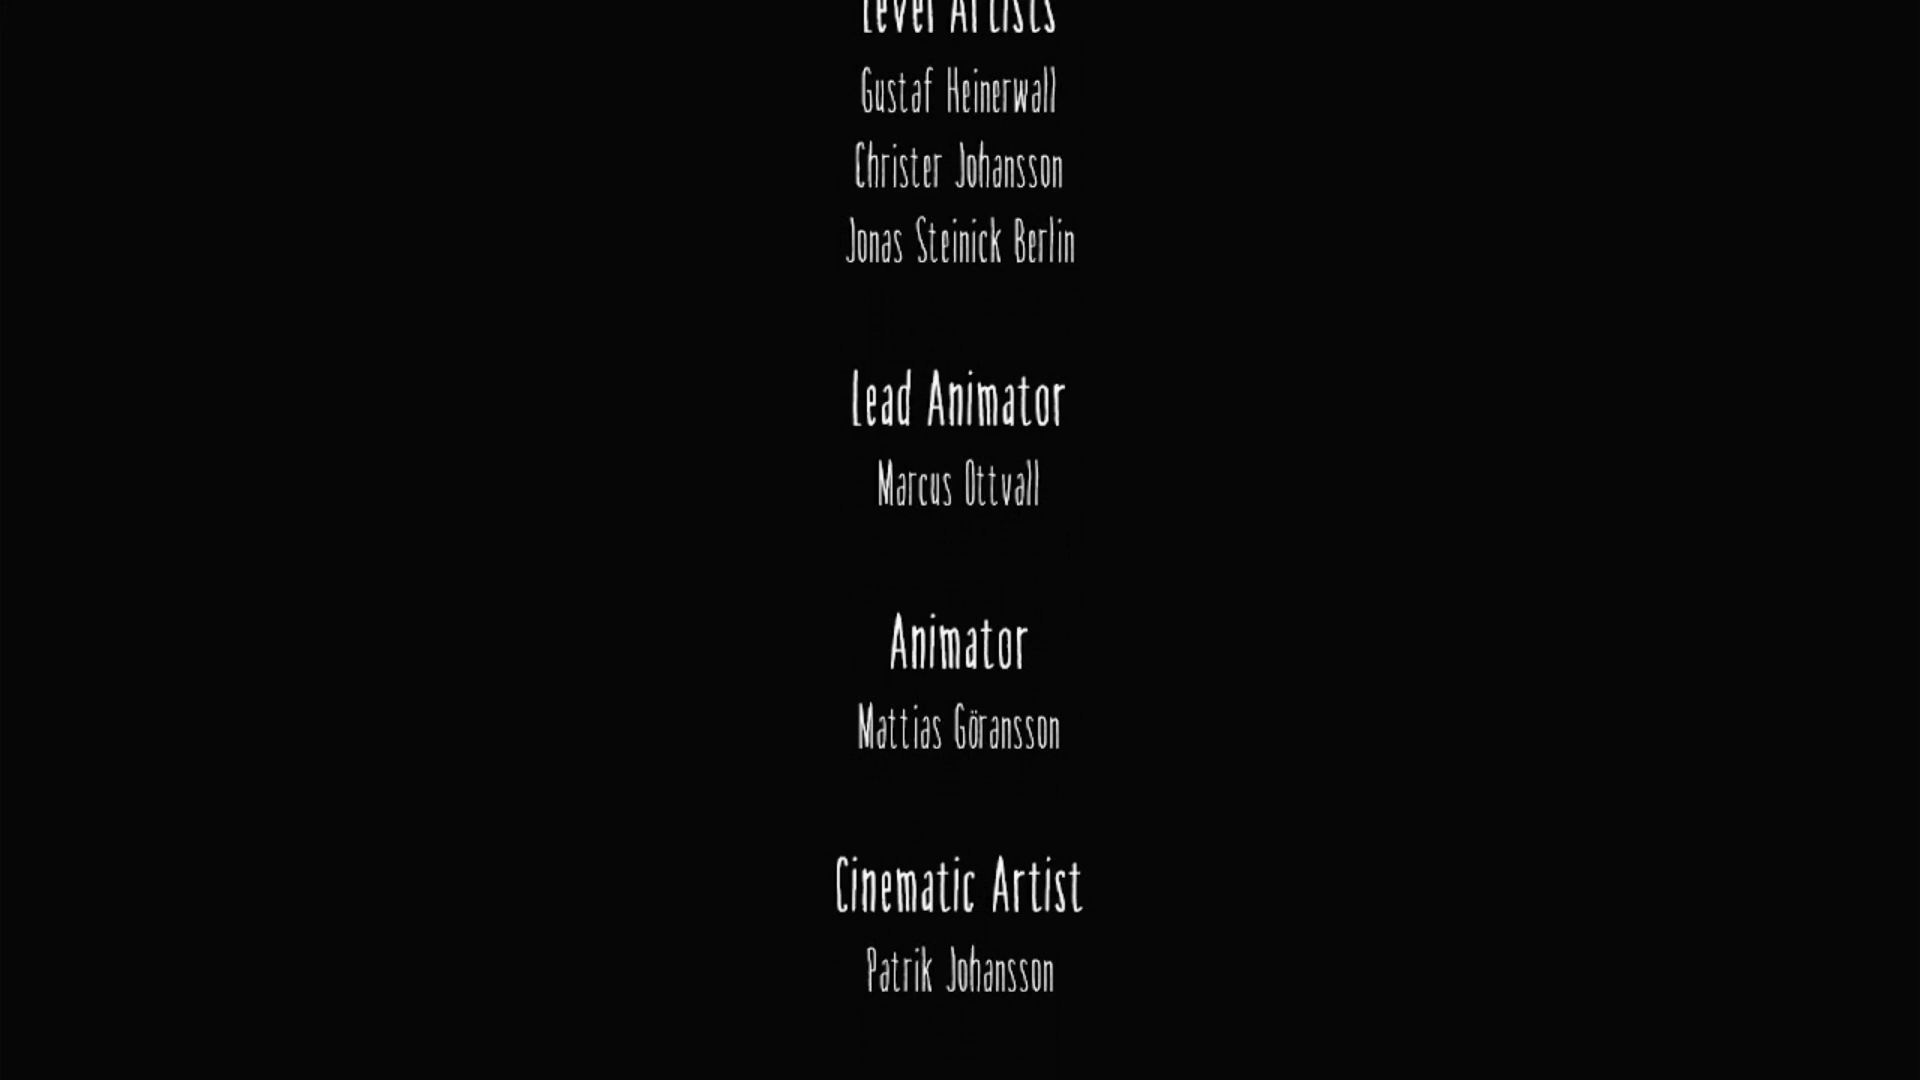 Level Artists
Gustaf Heinerwall
Christer Johansson
Jonas Steinick Berlin
Lead Animator
Marcus Ottvall
Animator
Mattias Göransson
Cinematic Artist
Patrik Johansson